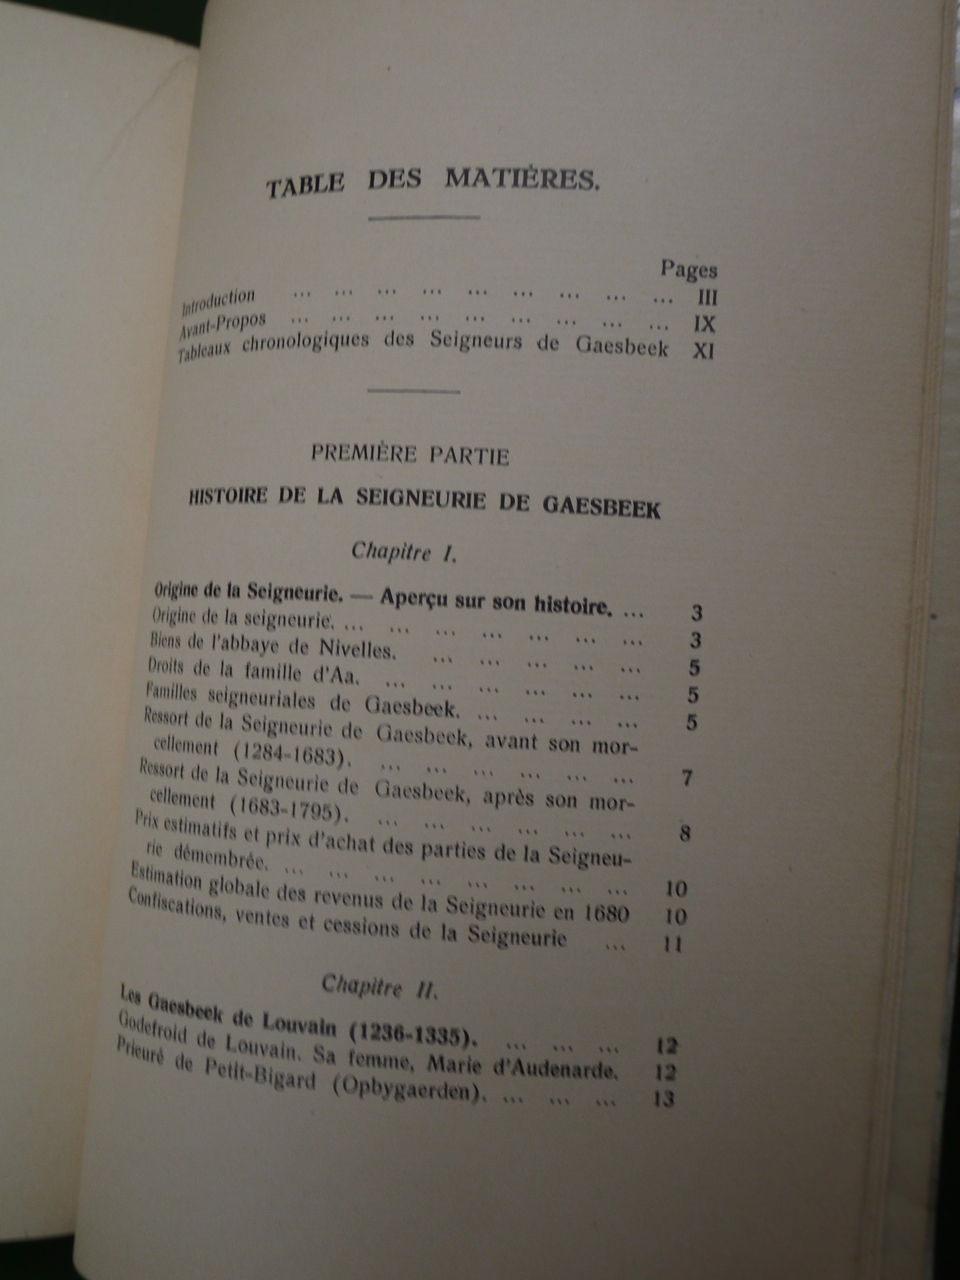 TABLE DES MATIÈRES.
Pages
Introduction ... ... ... ... ... ... ... ... ... III
Avant-Propos ... ... ... ... ... ... ... ... ... IX
Tableaux chronologiques des Seigneurs de Gaesbeek XI
PREMIÈRE PARTIE
HISTOIRE DE LA SEIGNEURIE DE GAESBEEK
Chapitre I.
Origine de la Seigneurie. — Aperçu sur son histoire. ... 3
Origine de la seigneurie. ... ... ... ... ... ... ... 3
Biens de l'abbaye de Nivelles. ... ... ... ... ... 5
Droits de la famille d'Aa. ... ... ... ... ... ... 5
Familles seigneuriales de Gaesbeek. ... ... ... ... 5
Ressort de la Seigneurie de Gaesbeek, avant son mor-
cellement (1284-1683). ... ... ... ... ... ... 7
Ressort de la Seigneurie de Gaesbeek, après son mor-
cellement (1683-1795). ... ... ... ... ... ... 8
Prix estimatifs et prix d'achat des parties de la Seigneu-
rie démembrée. ... ... ... ... ... ... ... ... 10
Estimation globale des revenus de la Seigneurie en 1680 10
Confiscations, ventes et cessions de la Seigneurie ... 11
Chapitre II.
Les Gaesbeek de Louvain (1236-1335). ... ... ... 12
Godefroid de Louvain. Sa femme, Marie d'Audenarde. 12
Prieuré de Petit-Bigard (Opbygaerden). ... ... ... 13